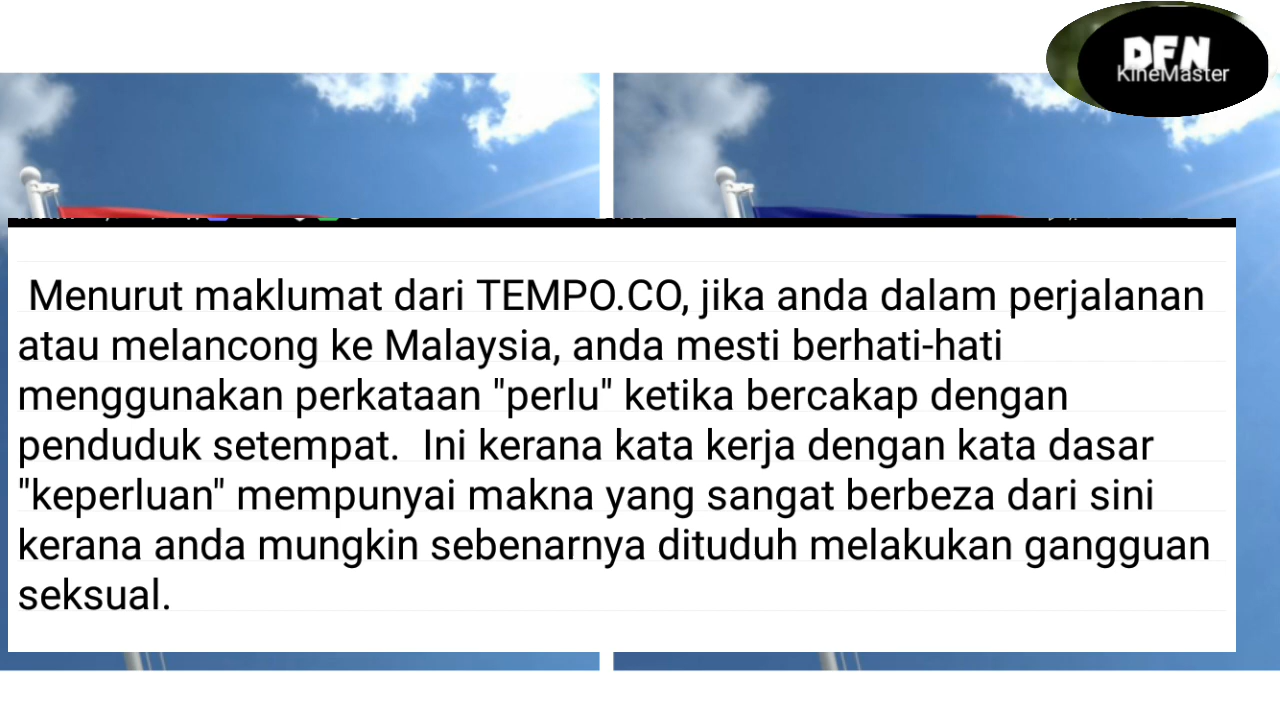 DFN
KineMaster
Menurut maklumat dari TEMPO.CO, jika anda dalam perjalanan
atau melancong ke Malaysia, anda mesti berhati-hati
menggunakan perkataan "perlu" ketika bercakap dengan
penduduk setempat.  Ini kerana kata kerja dengan kata dasar
"keperluan" mempunyai makna yang sangat berbeza dari sini
kerana anda mungkin sebenarnya dituduh melakukan gangguan
seksual.